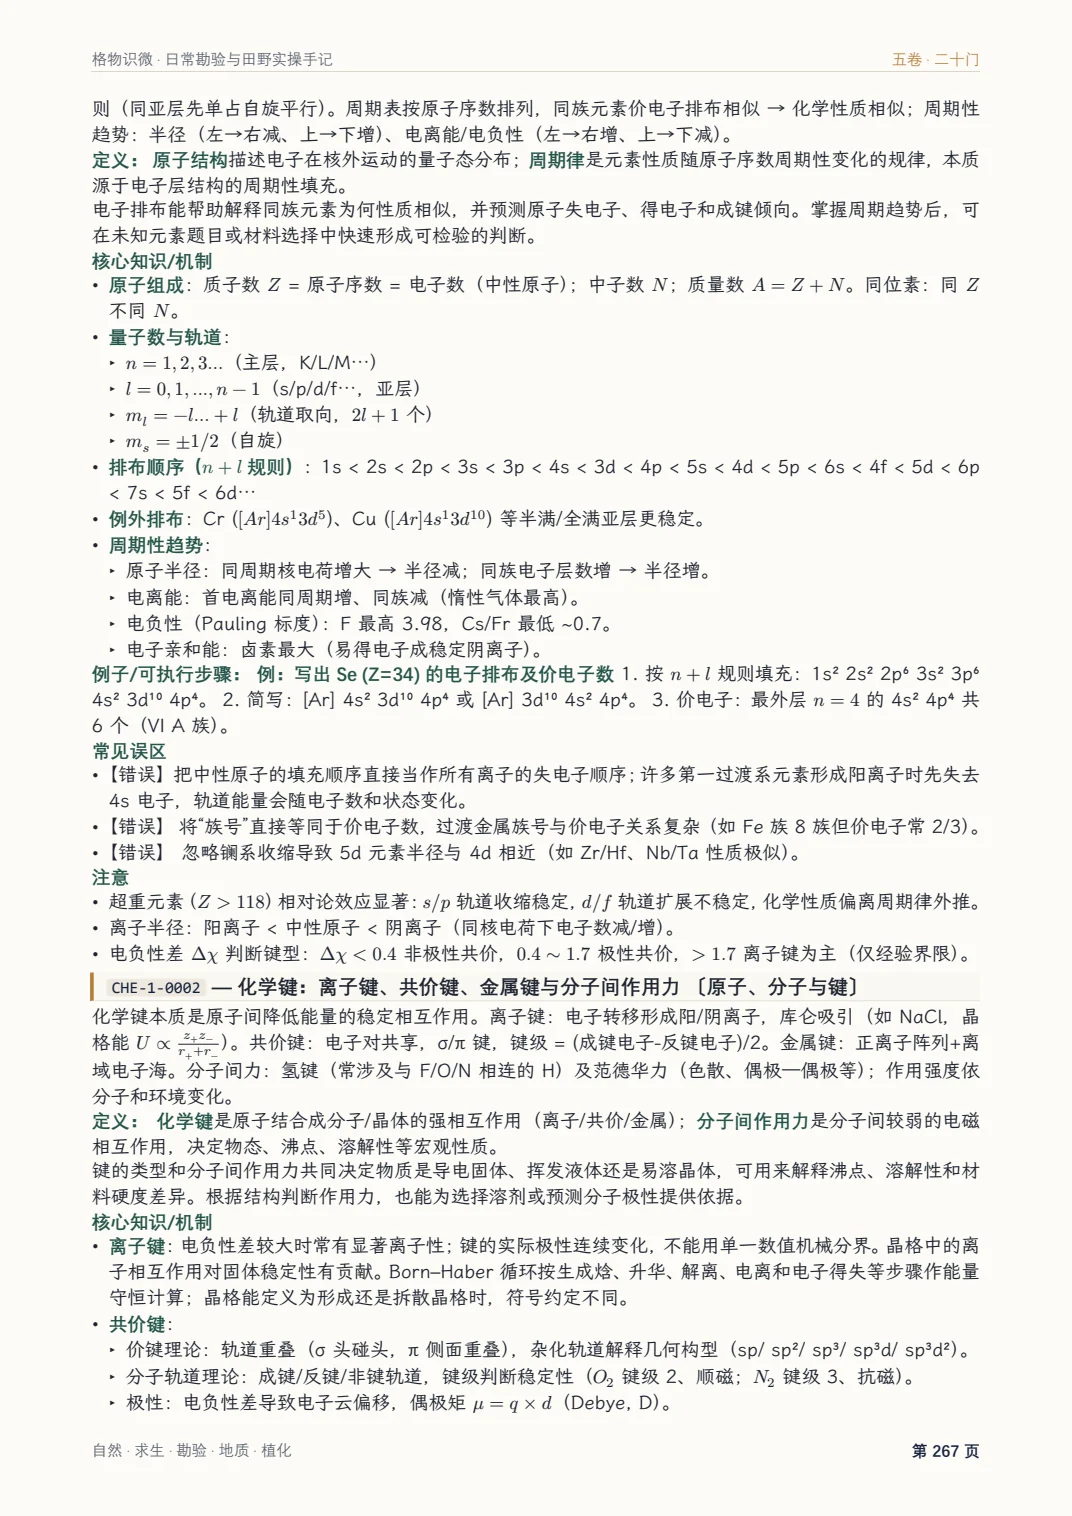 格物识微 · 日常勘验与田野实操手记
五卷 · 二十门
则（同亚层先单占自旋平行）。周期表按原子序数排列，同族元素价电子排布相似 → 化学性质相似；周期性
趋势：半径（左→右减、上→下增）、电离能/电负性（左→右增、上→下减）。
定义： 原子结构描述电子在核外运动的量子态分布；周期律是元素性质随原子序数周期性变化的规律，本质
源于电子层结构的周期性填充。
电子排布能帮助解释同族元素为何性质相似，并预测原子失电子、得电子和成键倾向。掌握周期趋势后，可
在未知元素题目或材料选择中快速形成可检验的判断。
核心知识/机制
• 原子组成：质子数 Z = 原子序数 = 电子数（中性原子）；中子数 N；质量数 A = Z + N。同位素：同 Z
不同 N。
• 量子数与轨道：
‣ n = 1, 2, 3...（主层，K/L/M…）
‣ l = 0, 1, ..., n − 1（s/p/d/f…，亚层）
‣ m_l = −l... + l（轨道取向，2l + 1 个）
‣ m_s = ±1/2（自旋）
• 排布顺序（n + l 规则）：1s < 2s < 2p < 3s < 3p < 4s < 3d < 4p < 5s < 4d < 5p < 6s < 4f < 5d < 6p
< 7s < 5f < 6d…
• 例外排布：Cr ([Ar]4s¹3d⁵)、Cu ([Ar]4s¹3d¹⁰) 等半满/全满亚层更稳定。
• 周期性趋势：
‣ 原子半径：同周期核电荷增大 → 半径减；同族电子层数增 → 半径增。
‣ 电离能：首电离能同周期增、同族减（惰性气体最高）。
‣ 电负性（Pauling 标度）：F 最高 3.98，Cs/Fr 最低 ~0.7。
‣ 电子亲和能：卤素最大（易得电子成稳定阴离子）。
例子/可执行步骤： 例：写出 Se (Z=34) 的电子排布及价电子数 1. 按 n + l 规则填充：1s² 2s² 2p⁶ 3s² 3p⁶
4s² 3d¹⁰ 4p⁴。 2. 简写：[Ar] 4s² 3d¹⁰ 4p⁴ 或 [Ar] 3d¹⁰ 4s² 4p⁴。 3. 价电子：最外层 n = 4 的 4s² 4p⁴ 共
6 个（VI A 族）。
常见误区
•【错误】把中性原子的填充顺序直接当作所有离子的失电子顺序；许多第一过渡系元素形成阳离子时先失去
4s 电子，轨道能量会随电子数和状态变化。
•【错误】 将“族号”直接等同于价电子数，过渡金属族号与价电子关系复杂（如 Fe 族 8 族但价电子常 2/3）。
•【错误】 忽略镧系收缩导致 5d 元素半径与 4d 相近（如 Zr/Hf、Nb/Ta 性质极似）。
注意
• 超重元素 (Z > 118) 相对论效应显著：s/p 轨道收缩稳定，d/f 轨道扩展不稳定，化学性质偏离周期律外推。
• 离子半径：阳离子 < 中性原子 < 阴离子（同核电荷下电子数减/增）。
• 电负性差 Δχ 判断键型：Δχ < 0.4 非极性共价，0.4 ∼ 1.7 极性共价，> 1.7 离子键为主（仅经验界限）。
CHE-1-0002 — 化学键：离子键、共价键、金属键与分子间作用力 〔原子、分子与键〕
化学键本质是原子间降低能量的稳定相互作用。离子键：电子转移形成阳/阴离子，库仑吸引（如 NaCl，晶
格能 U ∝ z₊z₋/(r₊+r₋)）。共价键：电子对共享，σ/π 键，键级 = (成键电子-反键电子)/2。金属键：正离子阵列+离
域电子海。分子间力：氢键（常涉及与 F/O/N 相连的 H）及范德华力（色散、偶极—偶极等）；作用强度依
分子和环境变化。
定义： 化学键是原子结合成分子/晶体的强相互作用（离子/共价/金属）；分子间作用力是分子间较弱的电磁
相互作用，决定物态、沸点、溶解性等宏观性质。
键的类型和分子间作用力共同决定物质是导电固体、挥发液体还是易溶晶体，可用来解释沸点、溶解性和材
料硬度差异。根据结构判断作用力，也能为选择溶剂或预测分子极性提供依据。
核心知识/机制
• 离子键：电负性差较大时常有显著离子性；键的实际极性连续变化，不能用单一数值机械分界。晶格中的离
子相互作用对固体稳定性有贡献。Born–Haber 循环按生成焓、升华、解离、电离和电子得失等步骤作能量
守恒计算；晶格能定义为形成还是拆散晶格时，符号约定不同。
• 共价键：
‣ 价键理论：轨道重叠（σ 头碰头，π 侧面重叠），杂化轨道解释几何构型（sp/ sp²/ sp³/ sp³d/ sp³d²）。
‣ 分子轨道理论：成键/反键/非键轨道，键级判断稳定性（O₂ 键级 2、顺磁；N₂ 键级 3、抗磁）。
‣ 极性：电负性差导致电子云偏移，偶极矩 μ = q × d（Debye, D）。
自然 · 求生 · 勘验 · 地质 · 植化
第 267 页